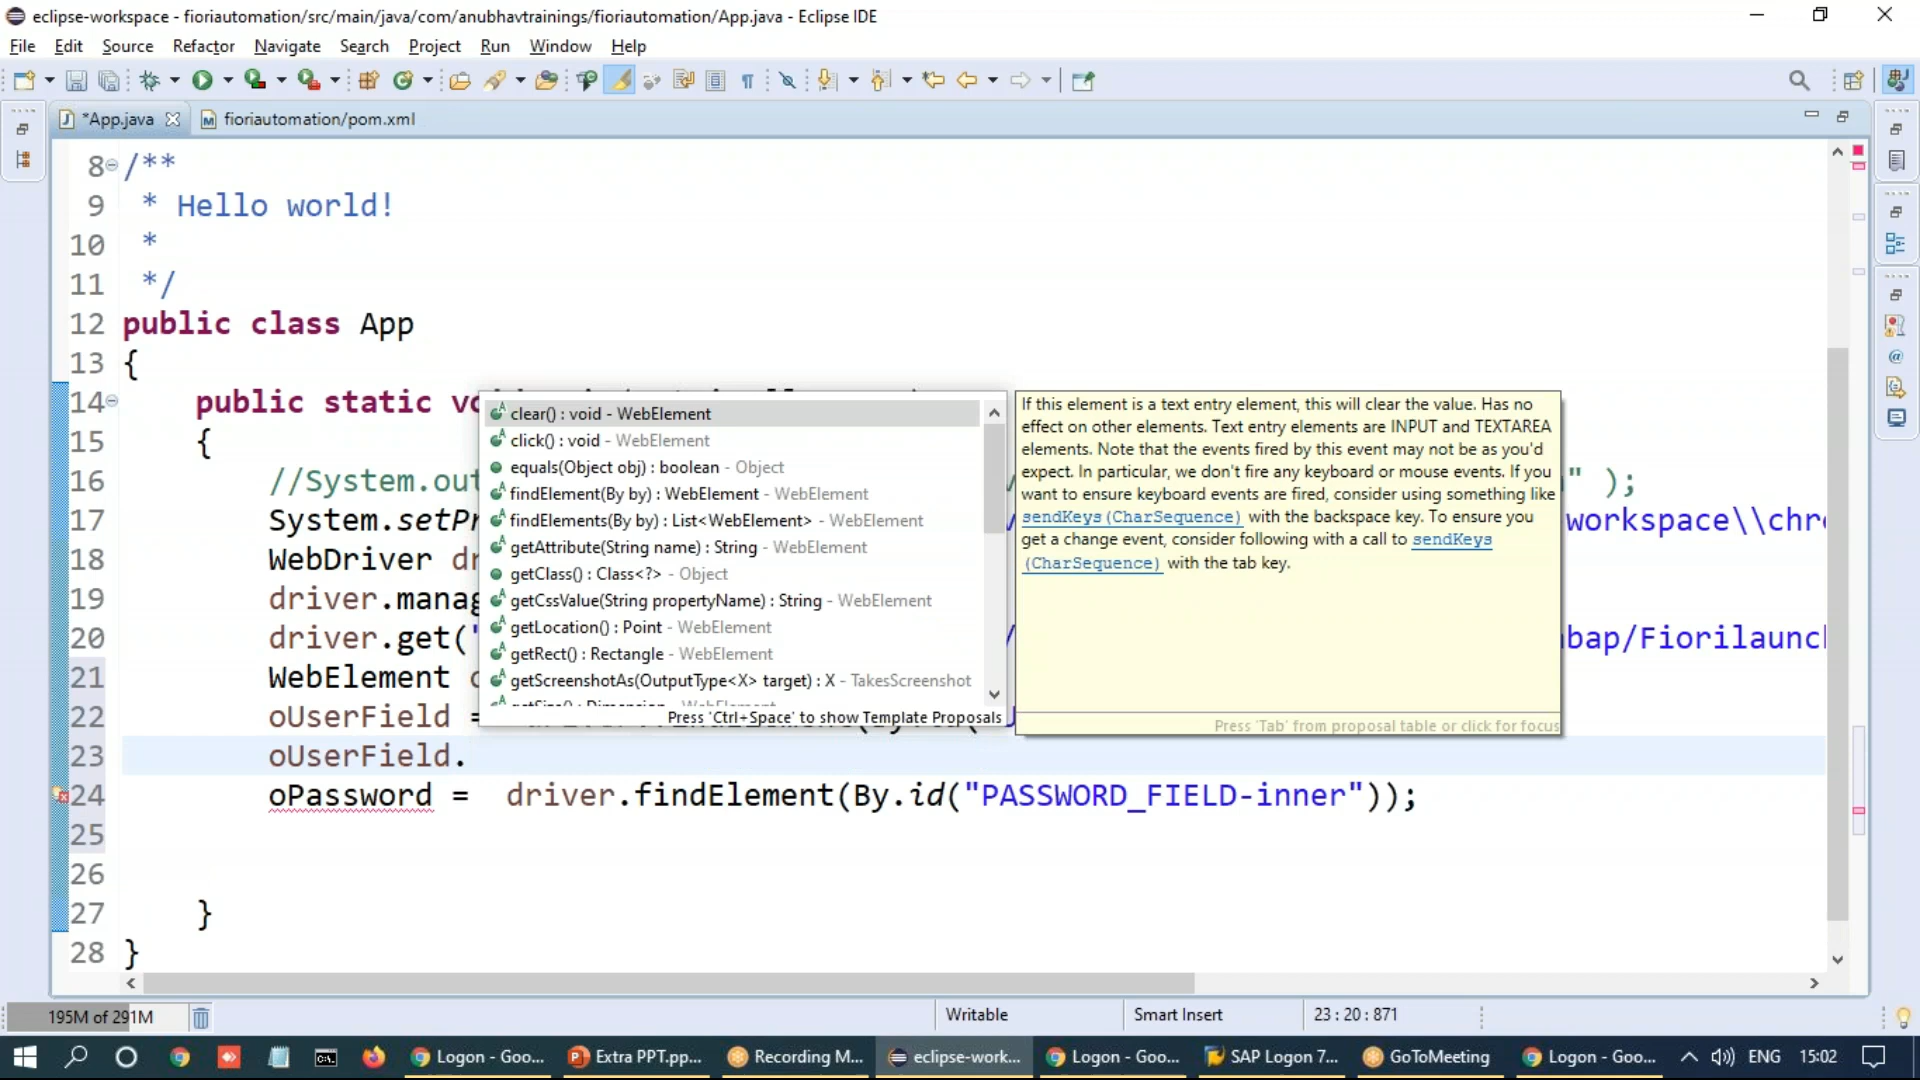 eclipse-workspace - fioriautomation/src/main/java/com/anubhavtrainings/fioriautomation/App.java - Eclipse IDE
File Edit Source Refactor Navigate Search Project Run Window Help
*App.java fioriautomation/pom.xml
8 /**
9 * Hello world!
10 *
11 */
12 public class App
13 {
14 public static
15 {
16 //System.out " );
17 System.setPr workspace\\chr
18 WebDriver dr
19 driver.manag
20 driver.get(" bap/Fiorilaunc
21 WebElement
22 oUserField =
23 oUserField.
24 oPassword = driver.findElement(By.id("PASSWORD_FIELD-inner"));
25
26
27 }
28 }
clear() : void - WebElement
click() : void - WebElement
equals(Object obj) : boolean - Object
findElement(By by) : WebElement - WebElement
findElements(By by) : List<WebElement> - WebElement
getAttribute(String name) : String - WebElement
getClass() : Class<?> - Object
getCssValue(String propertyName) : String - WebElement
getLocation() : Point - WebElement
getRect() : Rectangle - WebElement
getScreenshotAs(OutputType<X> target) : X - TakesScreenshot
Press 'Ctrl+Space' to show Template Proposals
If this element is a text entry element, this will clear the value. Has no
effect on other elements. Text entry elements are INPUT and TEXTAREA
elements. Note that the events fired by this event may not be as you'd
expect. In particular, we don't fire any keyboard or mouse events. If you
want to ensure keyboard events are fired, consider using something like
sendKeys(CharSequence) with the backspace key. To ensure you
get a change event, consider following with a call to sendKeys
(CharSequence) with the tab key.
Press 'Tab' from proposal table or click for focus
195M of 291M Writable Smart Insert 23 : 20 : 871
Logon - Goo... Extra PPT.pp... Recording M... eclipse-work... Logon - Goo... SAP Logon 7... GoToMeeting Logon - Goo... ENG 15:02